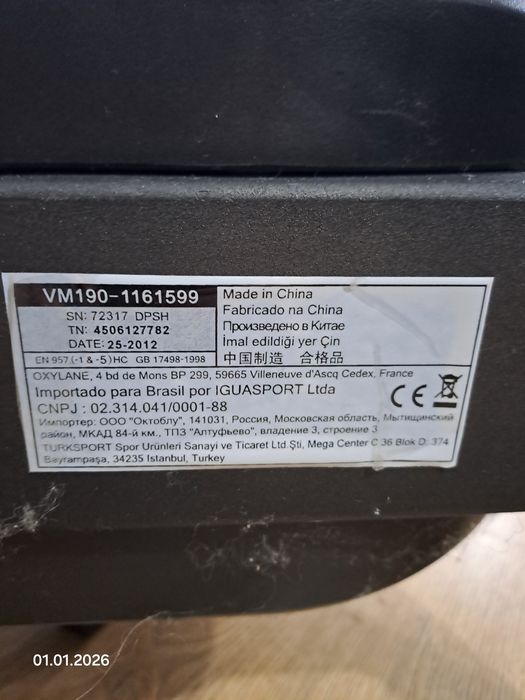 VM190-1161599
SN: 72317 DPSH
TN: 4506127782
DATE: 25-2012
EN 957 (-1 & -5) HC GB 17498-1998
Made in China
Fabricado na China
Произведено в Китае
İmal edildiği yer Çin
中国制造 合格品
OXYLANE, 4 bd de Mons BP 299, 59665 Villeneuve d'Ascq Cedex, France
Importado para Brasil por IGUASPORT Ltda
CNPJ : 02.314.041/0001-88
CE
Импортер: ООО "Октоблу", 141031, Россия, Московская область, Мытищинский
район, МКАД 84-й км., ТПЗ "Алтуфьево", владение 3, строение 3
TURKSPORT Spor Ürünleri Sanayi ve Ticaret Ltd.Şti, Mega Center C 36 Blok D: 374
Bayrampaşa, 34235 Istanbul, Turkey
01.01.2026